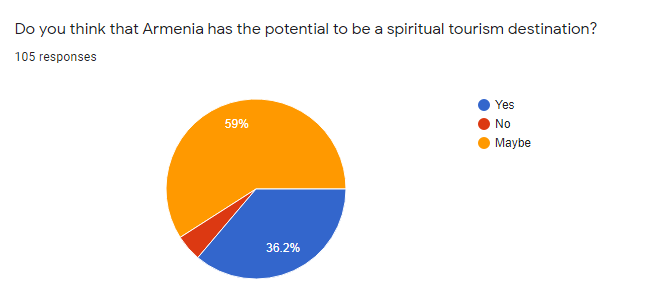 Do you think that Armenia has the potential to be a spiritual tourism destination?
105 responses
59%
36.2%
Yes
No
Maybe